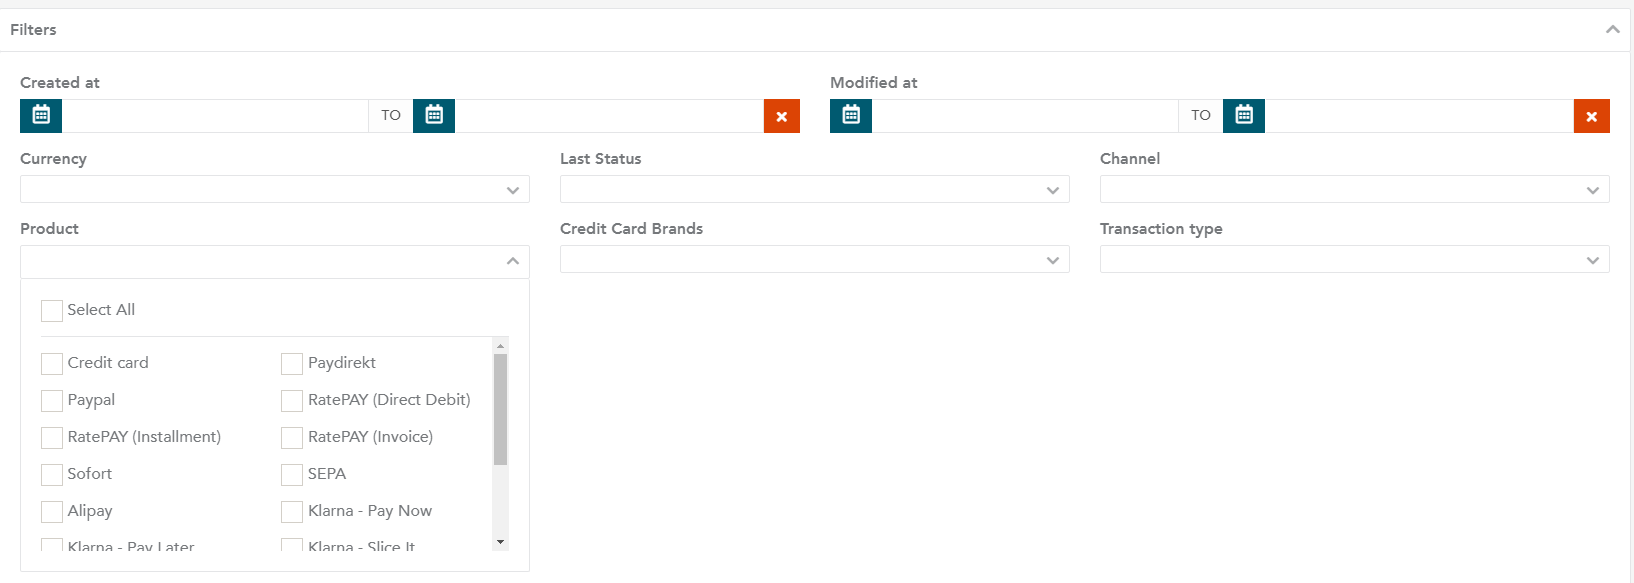 Filters
Created at
Modified at
TO
TO
Currency
Last Status
Channel
Product
Credit Card Brands
Transaction type
Select All
Credit card
Paydirekt
Paypal
RatePAY (Direct Debit)
RatePAY (Installment)
RatePAY (Invoice)
Sofort
SEPA
Alipay
Klarna - Pay Now
Klarna - Pay Later
Klarna - Slice It